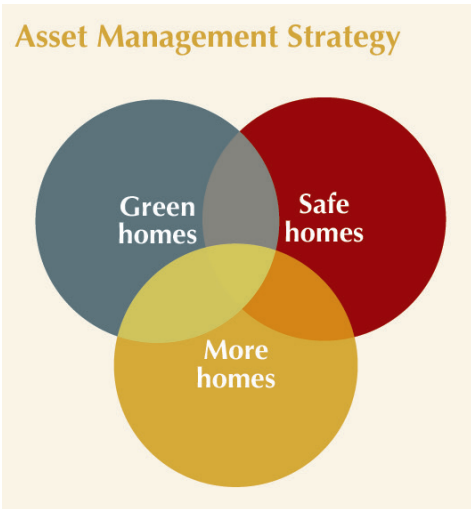 Asset Management Strategy
Green
homes
Safe
homes
More
homes